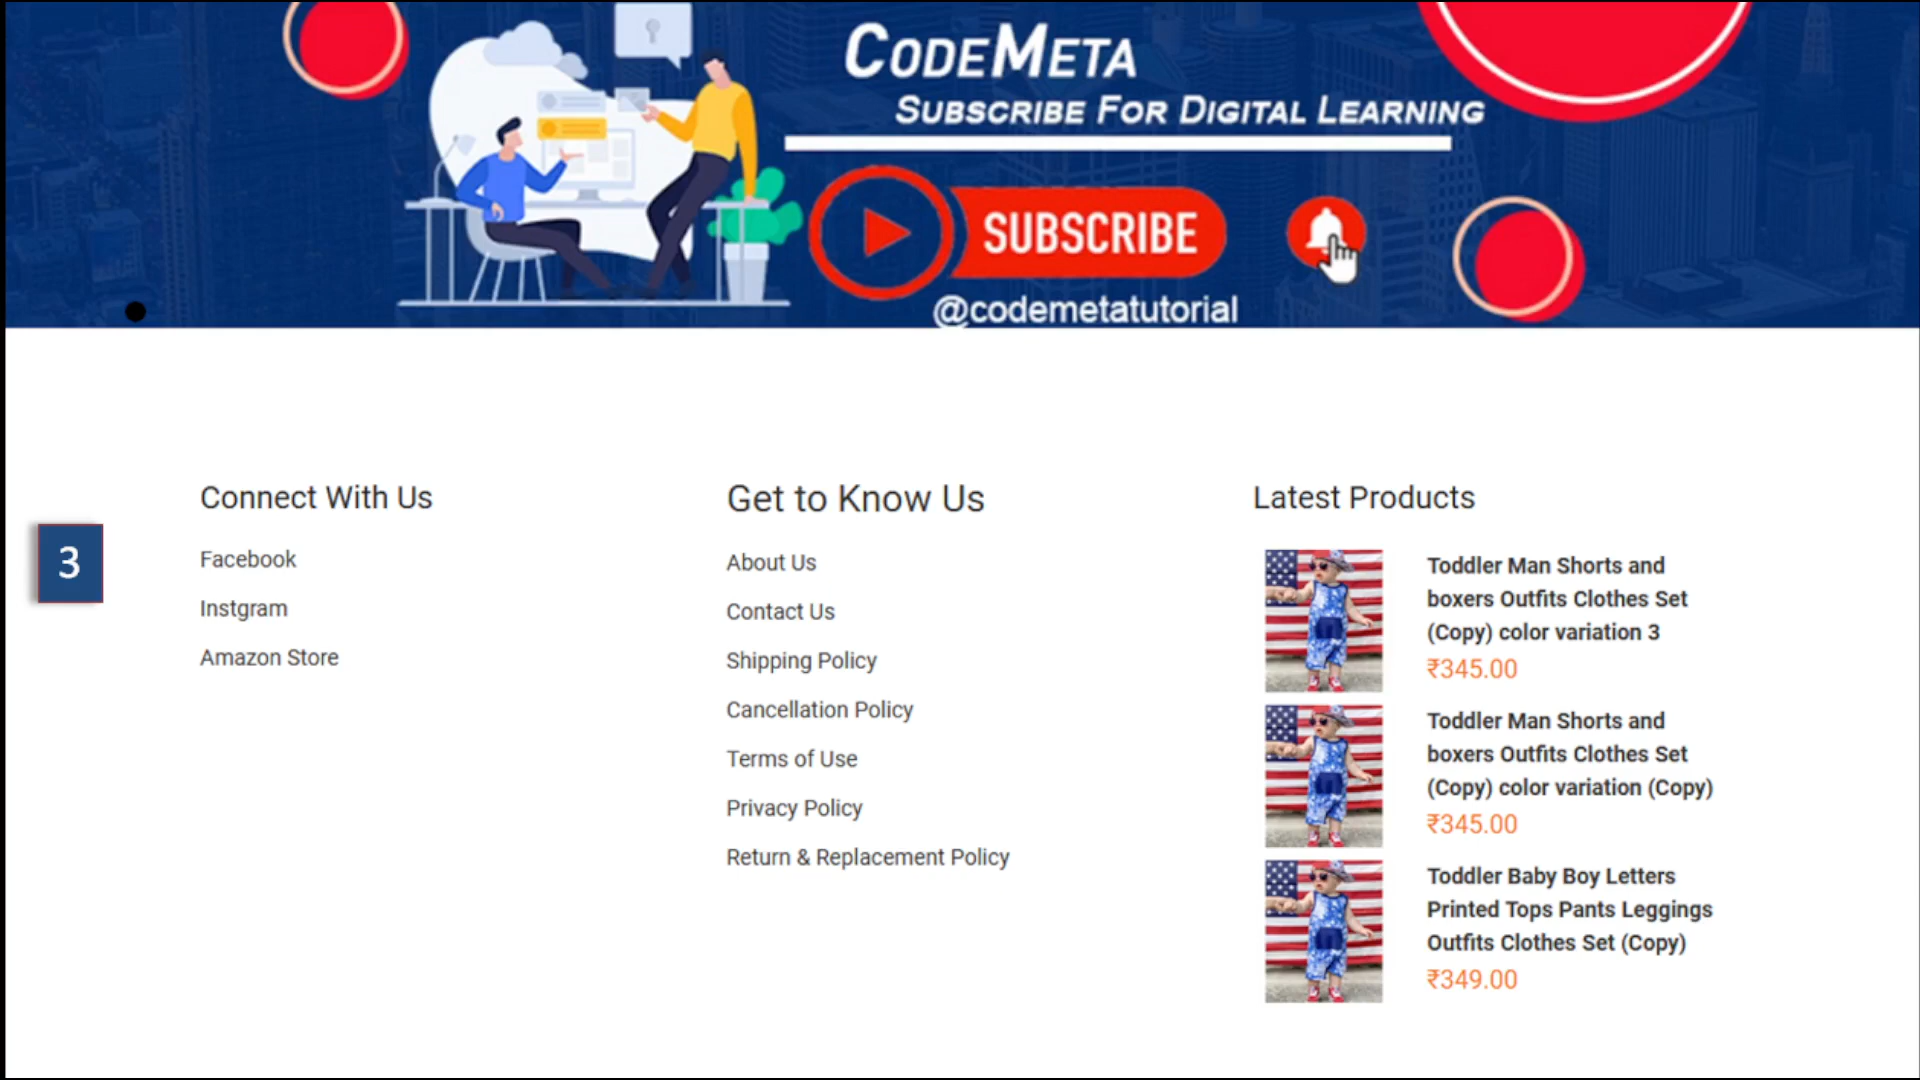 CODEMETA
SUBSCRIBE FOR DIGITAL LEARNING
SUBSCRIBE
@codemetatutorial
3
Connect With Us
Facebook
Instgram
Amazon Store
Get to Know Us
About Us
Contact Us
Shipping Policy
Cancellation Policy
Terms of Use
Privacy Policy
Return & Replacement Policy
Latest Products
Toddler Man Shorts and
boxers Outfits Clothes Set
(Copy) color variation 3
₹345.00
Toddler Man Shorts and
boxers Outfits Clothes Set
(Copy) color variation (Copy)
₹345.00
Toddler Baby Boy Letters
Printed Tops Pants Leggings
Outfits Clothes Set (Copy)
₹349.00